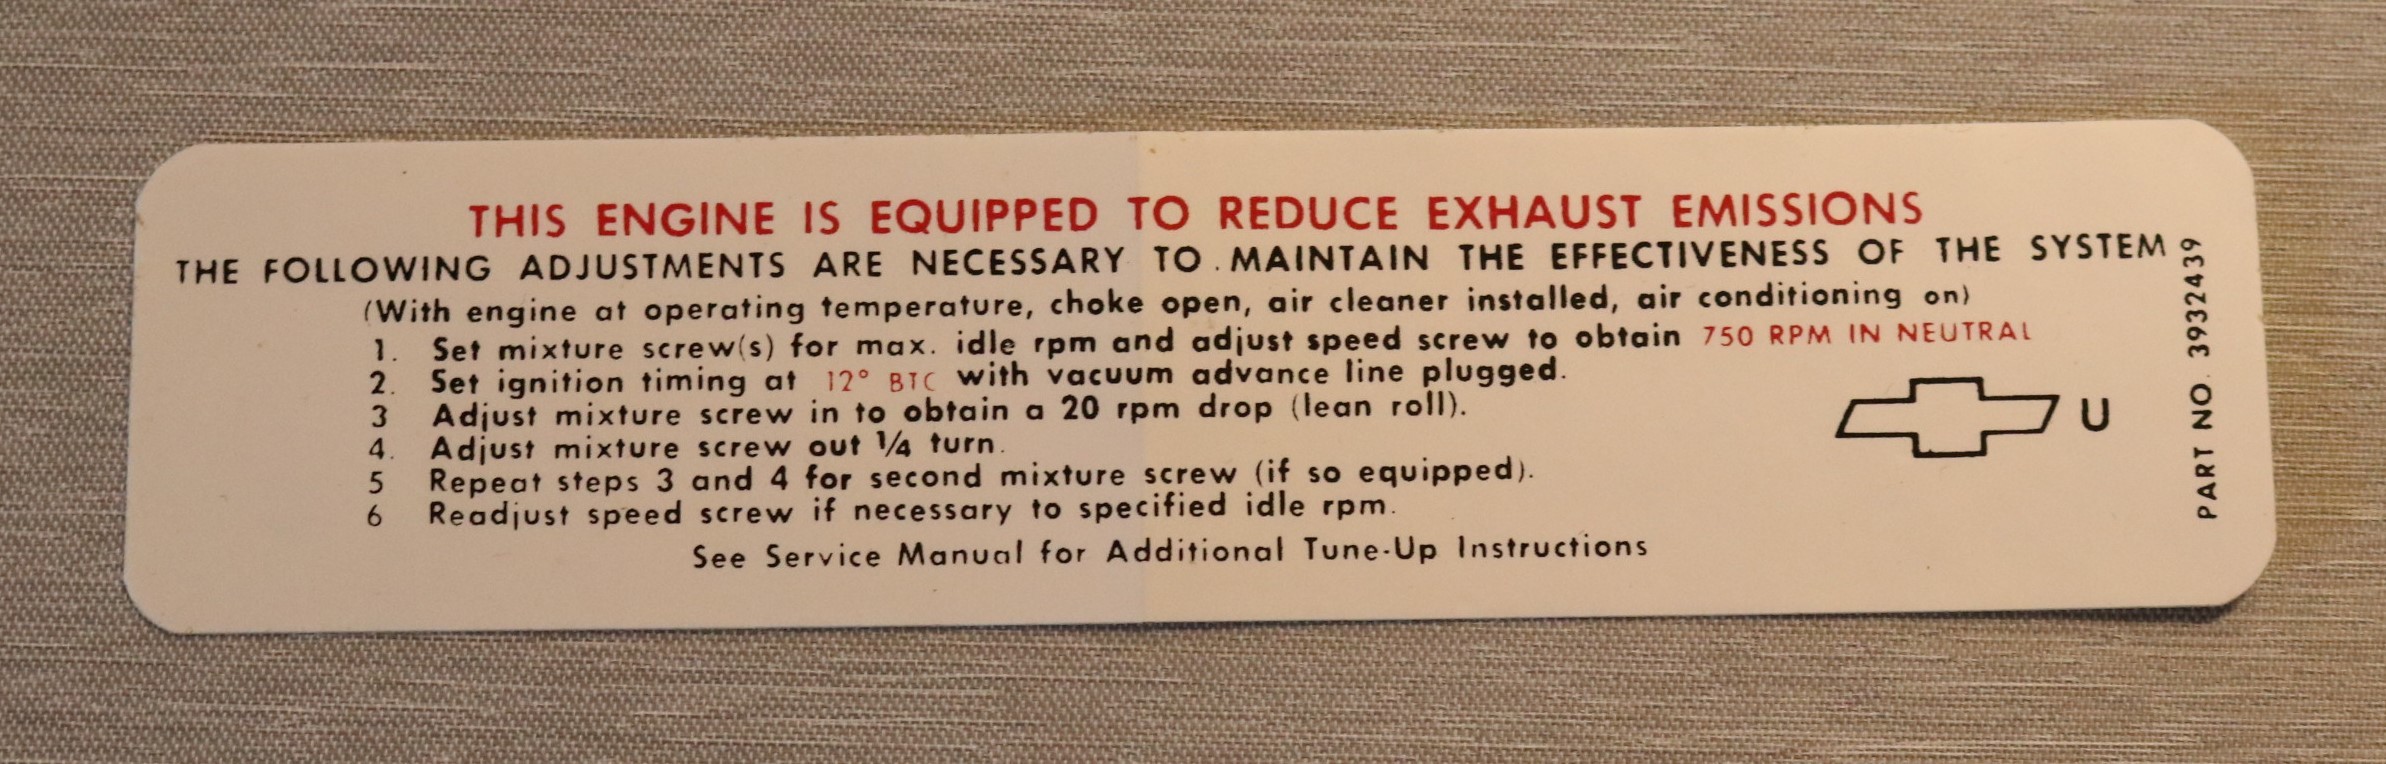 THIS ENGINE IS EQUIPPED TO REDUCE EXHAUST EMISSIONS
THE FOLLOWING ADJUSTMENTS ARE NECESSARY TO . MAINTAIN THE EFFECTIVENESS OF THE SYSTEM
(With engine at operating temperature, choke open, air cleaner installed, air conditioning on)
1. Set mixture screw(s) for max. idle rpm and adjust speed screw to obtain 750 RPM IN NEUTRAL
2. Set ignition timing at 12° BTC with vacuum advance line plugged.
3 Adjust mixture screw in to obtain a 20 rpm drop (lean roll).
4. Adjust mixture screw out ¼ turn.
5 Repeat steps 3 and 4 for second mixture screw (if so equipped).
6 Readjust speed screw if necessary to specified idle rpm.
See Service Manual for Additional Tune-Up Instructions
U
PART NO. 3932439